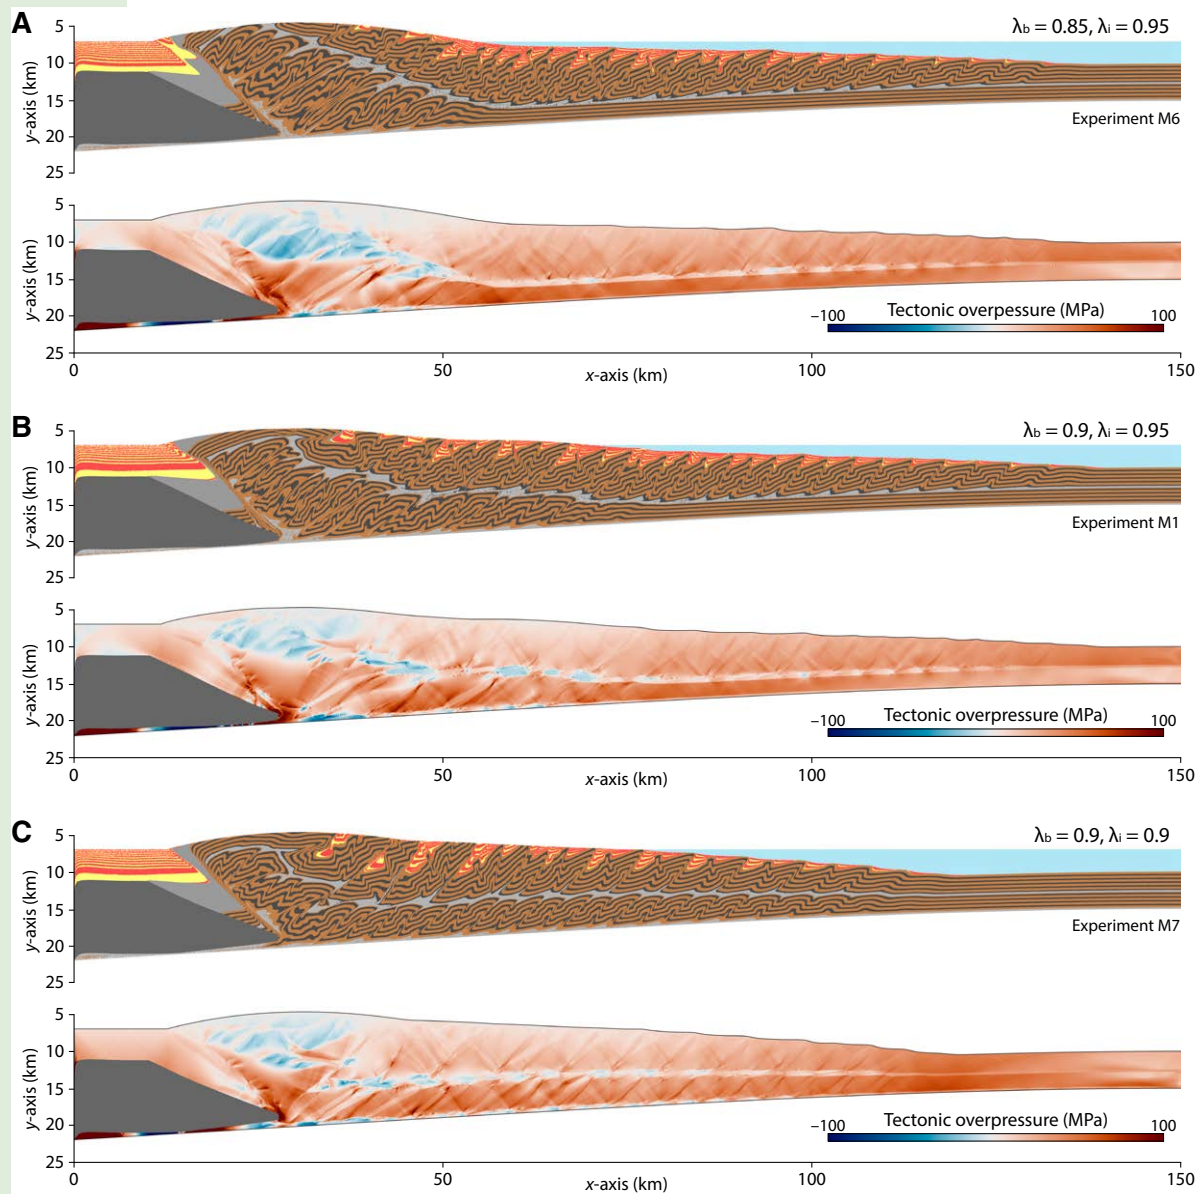 A
λb = 0.85, λi = 0.95
5
10
15
20
25
y-axis (km)
Experiment M6
5
10
15
20
25
y-axis (km)
Tectonic overpessure (MPa)
–100
100
0
50
100
150
x-axis (km)
B
λb = 0.9, λi = 0.95
5
10
15
20
25
y-axis (km)
Experiment M1
5
10
15
20
25
y-axis (km)
Tectonic overpressure (MPa)
–100
100
0
50
100
150
x-axis (km)
C
λb = 0.9, λi = 0.9
5
10
15
20
25
y-axis (km)
Experiment M7
5
10
15
20
25
y-axis (km)
Tectonic overpressure (MPa)
–100
100
0
50
100
150
x-axis (km)